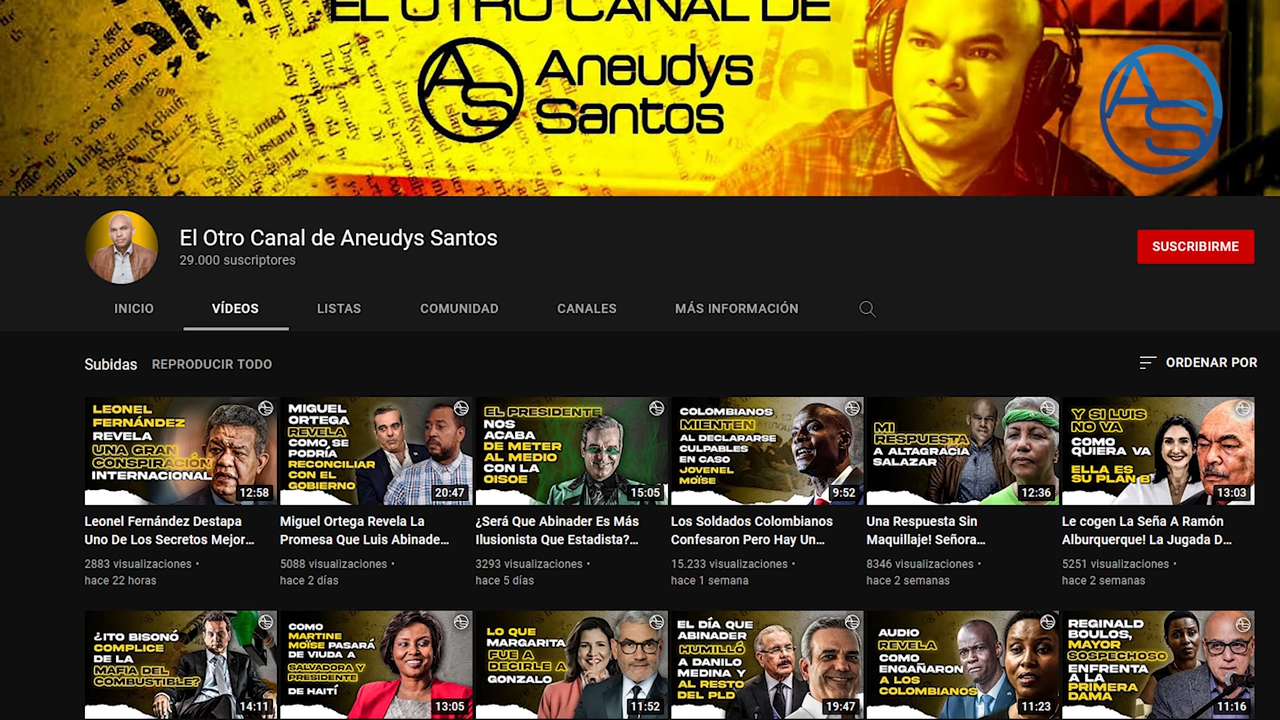 EL OTRO CANAL DE
AS
Aneudys
Santos
AS
El Otro Canal de Aneudys Santos
29.000 suscriptores
SUSCRIBIRME
INICIO
VÍDEOS
LISTAS
COMUNIDAD
CANALES
MÁS INFORMACIÓN
Subidas
REPRODUCIR TODO
ORDENAR POR
LEONEL
FERNÁNDEZ
REVELA
UNA GRAN
CONSPIRACIÓN
INTERNACIONAL
12:58
MIGUEL
ORTEGA
REVELA
COMO, SE
PODRÍA
RECONCILIAR
CON EL
GOBIERNO
20:47
EL PRESIDENTE
NOS
ACABA
DE METER
AL MEDIO
CON LA
OISOE
15:05
COLOMBIANOS
MIENTEN
AL DECLARARSE
CULPABLES
EN CASO
JOVENEL
MOÏSE
9:52
MI
RESPUESTA
A ALTAGRACIA
SALAZAR
12:36
Y SI LUIS
NO VA
COMO
QUIERA VA
ELLA ES
SU PLAN B
13:03
Leonel Fernández Destapa
Uno De Los Secretos Mejor…
2883 visualizaciones •
hace 22 horas
Miguel Ortega Revela La
Promesa Que Luis Abinade…
5088 visualizaciones •
hace 2 días
¿Será Que Abinader Es Más
Ilusionista Que Estadista?…
3293 visualizaciones •
hace 5 días
Los Soldados Colombianos
Confesaron Pero Hay Un…
15.233 visualizaciones •
hace 1 semana
Una Respuesta Sin
Maquillaje! Señora…
8346 visualizaciones •
hace 2 semanas
Le cogen La Seña A Ramón
Alburquerque! La Jugada D…
5251 visualizaciones •
hace 2 semanas
¿ITO BISONÓ
COMPLICE
DE LA
MAFIA DEL
COMBUSTIBLE?
14:11
COMO
MARTINE
MOÏSE PASARÁ
DE VIUDA A
SALVADORA Y
PRESIDENTE
DE HAITÍ
13:05
LO QUE
MARGARITA
FUE A
DECIRLE A
GONZALO
11:52
EL DÍA QUE
ABINADER
HUMILLÓ
A DANILO
MEDINA Y
AL RESTO
DEL PLD
19:47
AUDIO
REVELA
COMO
ENGAÑARON
A LOS
COLOMBIANOS
11:23
REGINALD
BOULOS,
MAYOR
SOSPECHOSO
ENFRENTA
A LA
PRIMERA
DAMA
11:16